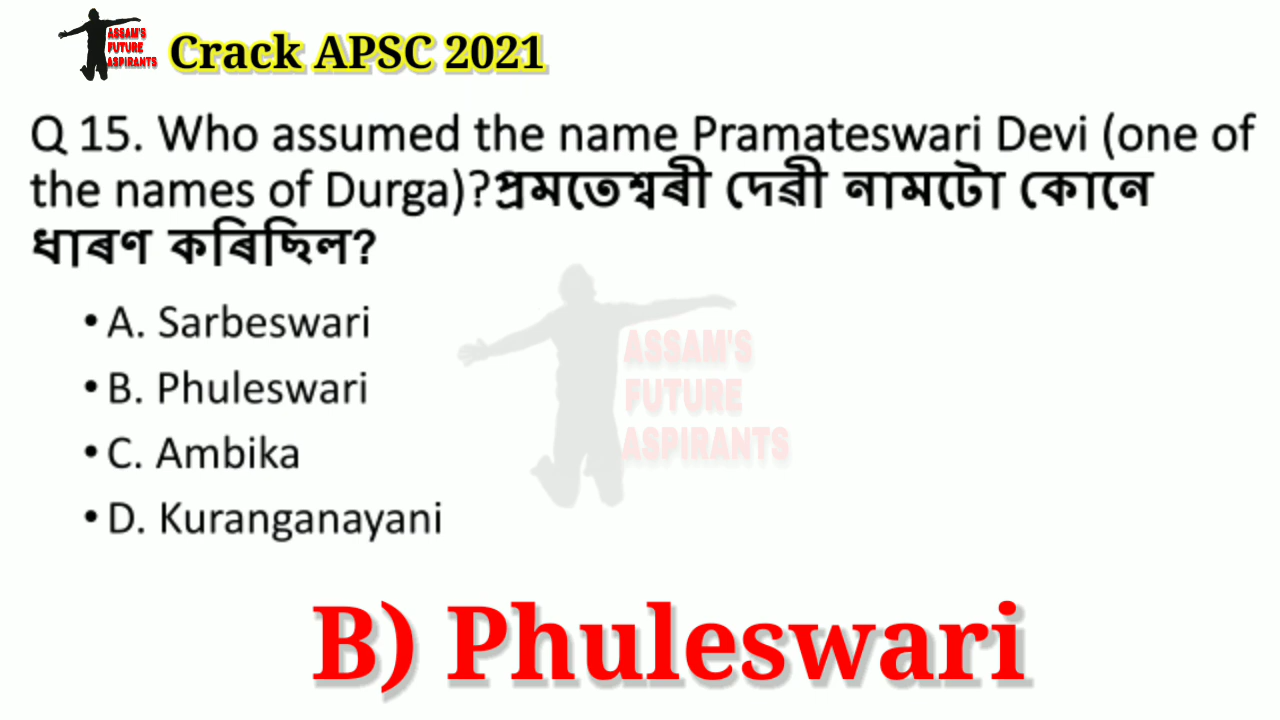 ASSAM'S
FUTURE
ASPIRANTS
Crack APSC 2021
Q 15. Who assumed the name Pramateswari Devi (one of
the names of Durga)?প্ৰমতেশ্বৰী দেৱী নামটো কোনে
ধাৰণ কৰিছিল?
• A. Sarbeswari
• B. Phuleswari
• C. Ambika
• D. Kuranganayani
ASSAM'S
FUTURE
ASPIRANTS
B) Phuleswari